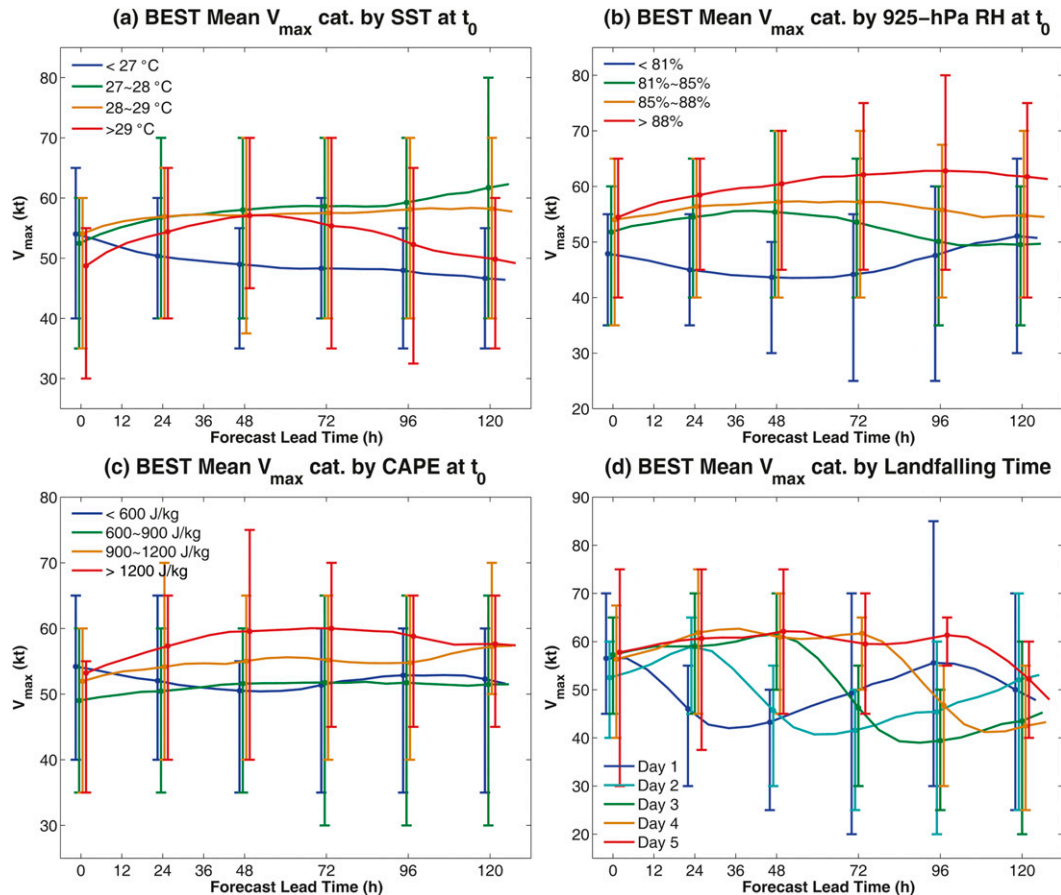 (a) BEST Mean Vmax cat. by SST at t0
< 27 °C
27~28 °C
28~29 °C
>29 °C
80
70
60
50
40
30
Vmax (kt)
0 12 24 36 48 72 96 120
Forecast Lead Time (h)
(b) BEST Mean Vmax cat. by 925-hPa RH at t0
< 81%
81%~85%
85%~88%
> 88%
90
80
70
60
50
40
30
20
Vmax (kt)
0 12 24 36 48 72 96 120
Forecast Lead Time (h)
(c) BEST Mean Vmax cat. by CAPE at t0
< 600 J/kg
600~900 J/kg
900~1200 J/kg
> 1200 J/kg
80
70
60
50
40
30
Vmax (kt)
0 12 24 36 48 72 96 120
Forecast Lead Time (h)
(d) BEST Mean Vmax cat. by Landfalling Time
90
80
70
60
50
40
30
20
Vmax (kt)
Day 1
Day 2
Day 3
Day 4
Day 5
0 12 24 36 48 72 96 120
Forecast Lead Time (h)